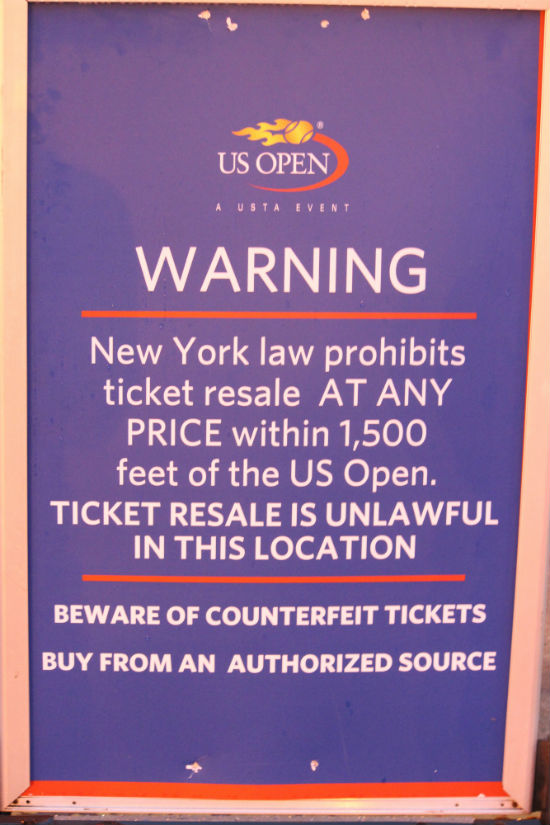 US OPEN®
A USTA EVENT
WARNING
New York law prohibits
ticket resale AT ANY
PRICE within 1,500
feet of the US Open.
TICKET RESALE IS UNLAWFUL
IN THIS LOCATION
BEWARE OF COUNTERFEIT TICKETS
BUY FROM AN AUTHORIZED SOURCE